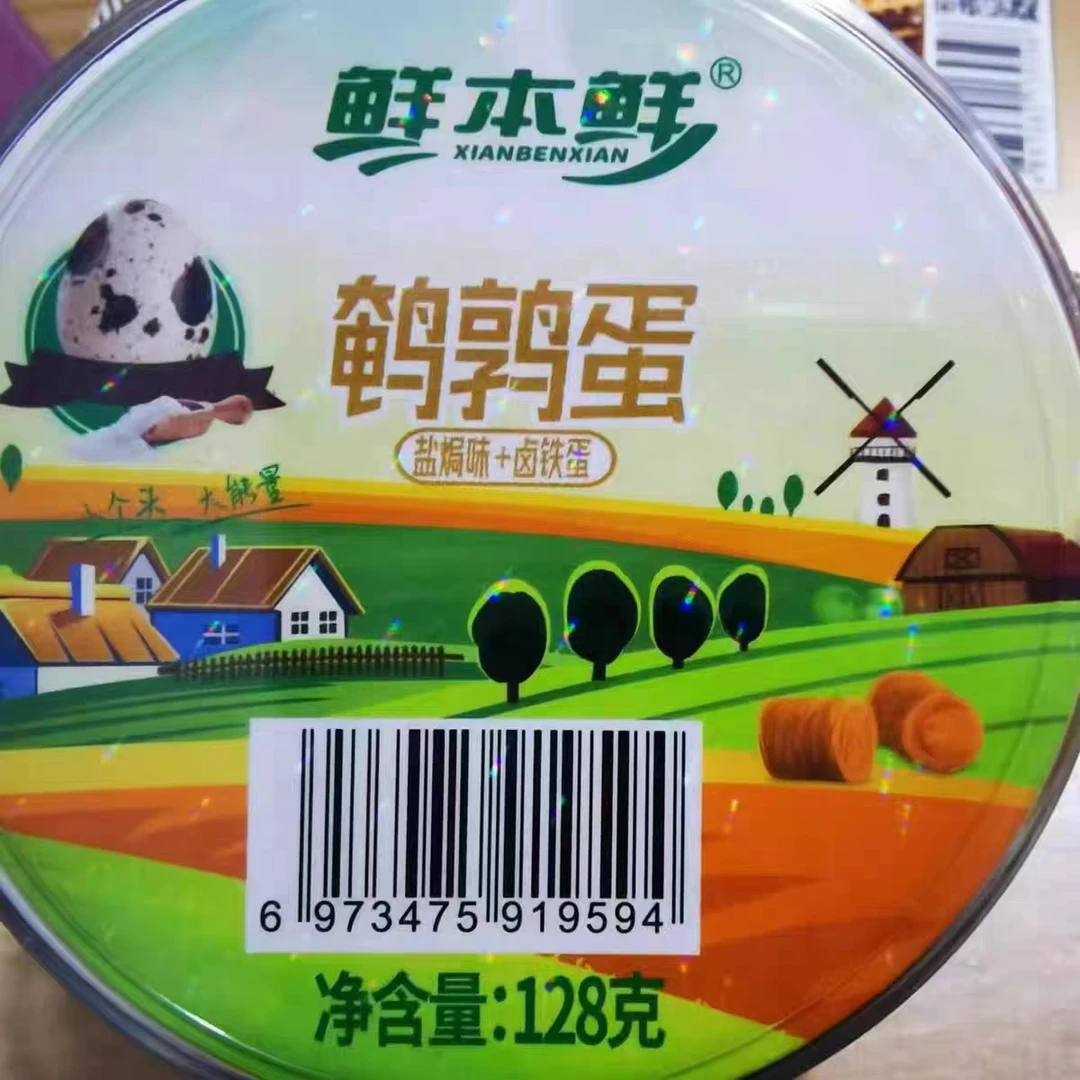 鲜本鲜®
XIANBENXIAN
鹌鹑蛋
盐焗味+卤铁蛋
小个头 大能量
6 973475 919594
净含量:128克